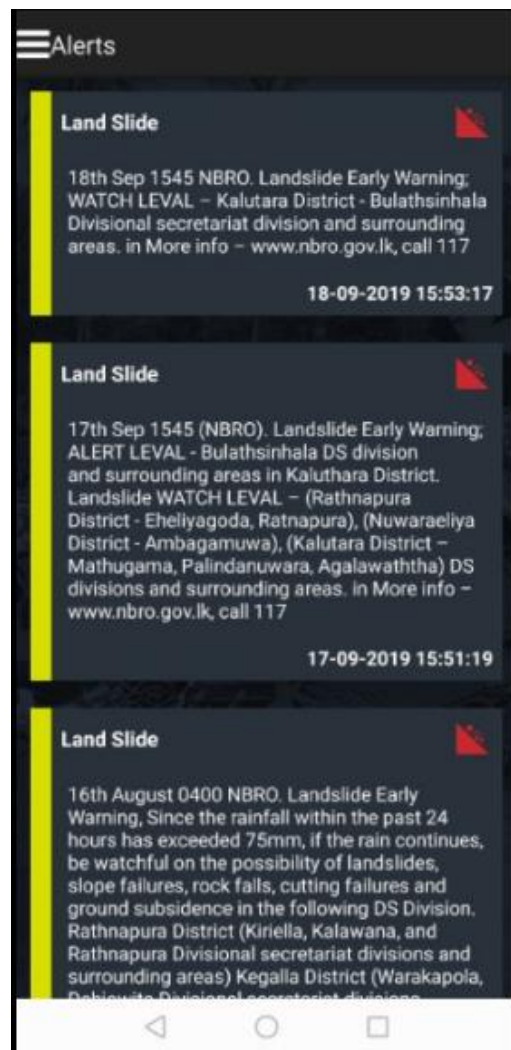 Alerts
Land Slide
18th Sep 1545 NBRO. Landslide Early Warning;
WATCH LEVAL – Kalutara District - Bulathsinhala
Divisional secretariat division and surrounding
areas. in More info – www.nbro.gov.lk, call 117
18-09-2019 15:53:17
Land Slide
17th Sep 1545 (NBRO). Landslide Early Warning;
ALERT LEVAL - Bulathsinhala DS division
and surrounding areas in Kaluthara District.
Landslide WATCH LEVAL – (Rathnapura
District - Eheliyagoda, Ratnapura), (Nuwaraeliya
District - Ambagamuwa), (Kalutara District –
Mathugama, Palindanuwara, Agalawaththa) DS
divisions and surrounding areas. in More info –
www.nbro.gov.lk, call 117
17-09-2019 15:51:19
Land Slide
16th August 0400 NBRO. Landslide Early
Warning, Since the rainfall within the past 24
hours has exceeded 75mm, if the rain continues,
be watchful on the possibility of landslides,
slope failures, rock falls, cutting failures and
ground subsidence in the following DS Division.
Rathnapura District (Kiriella, Kalawana, and
Rathnapura Divisional secretariat divisions and
surrounding areas) Kegalla District (Warakapola,